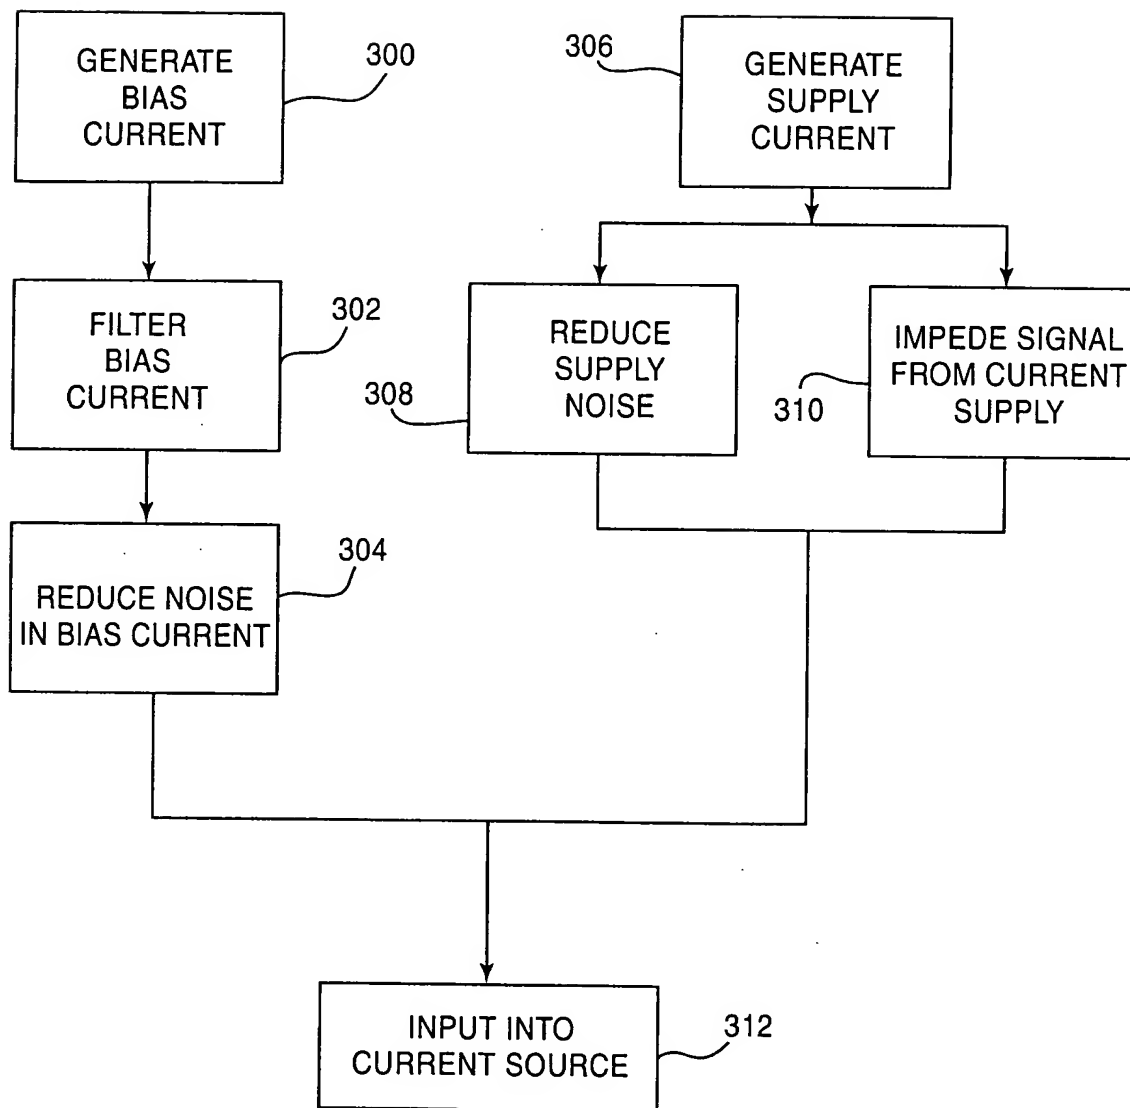 GENERATE
BIAS
CURRENT
300
306
GENERATE
SUPPLY
CURRENT
FILTER
BIAS
CURRENT
302
REDUCE
SUPPLY
NOISE
308
IMPEDE SIGNAL
FROM CURRENT
SUPPLY
310
REDUCE NOISE
IN BIAS CURRENT
304
INPUT INTO
CURRENT SOURCE
312